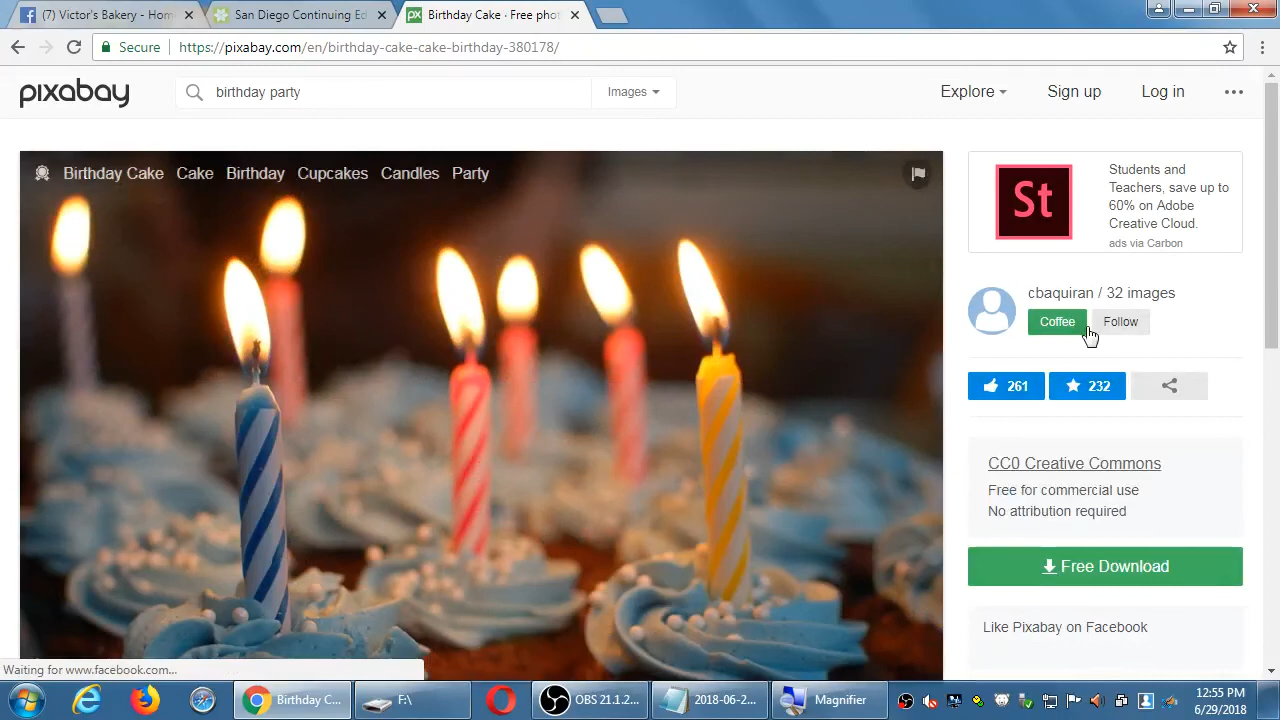 (7) Victor's Bakery - Hom
San Diego Continuing Ed
Birthday Cake · Free phot
Secure
https://pixabay.com/en/birthday-cake-cake-birthday-380178/
pixabay
birthday party
Images
Explore
Sign up
Log in
Birthday Cake Cake Birthday Cupcakes Candles Party
St
Students and
Teachers, save up to
60% on Adobe
Creative Cloud.
ads via Carbon
cbaquiran / 32 images
Coffee
Follow
261
232
CC0 Creative Commons
Free for commercial use
No attribution required
Free Download
Like Pixabay on Facebook
Waiting for www.facebook.com...
Birthday C...
F:\
OBS 21.1.2...
2018-06-2...
Magnifier
12:55 PM
6/29/2018